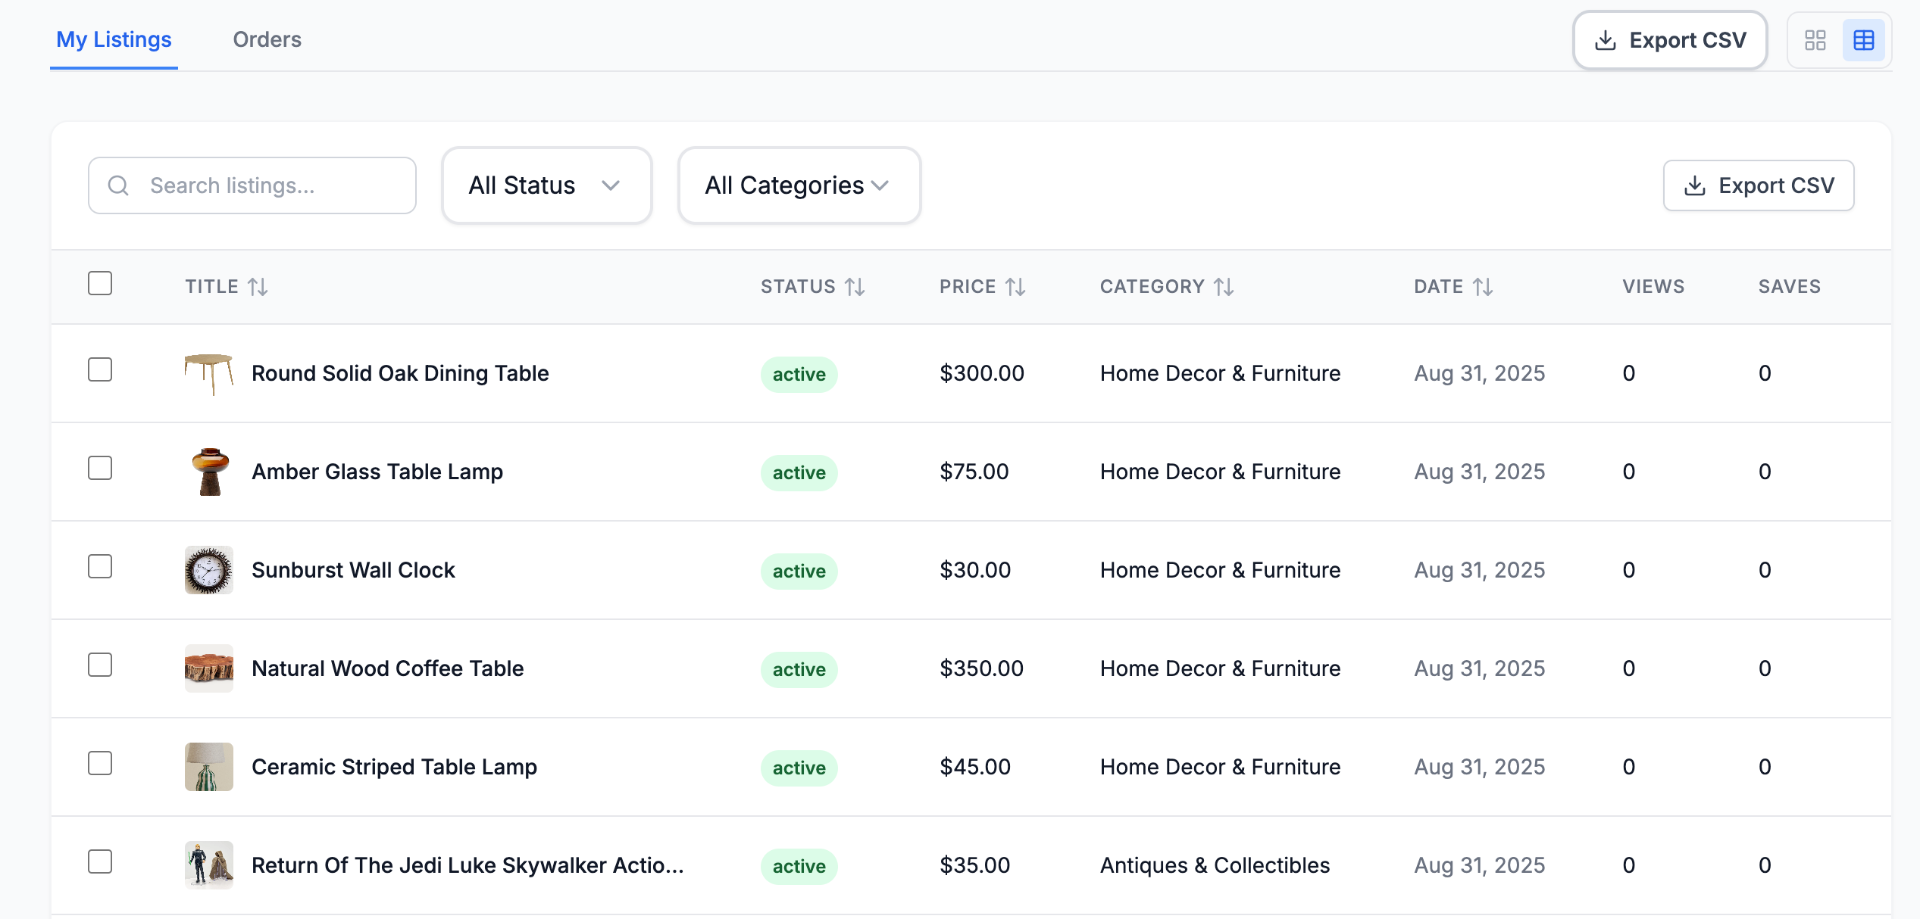 My Listings Orders Export CSV
Search listings... All Status All Categories Export CSV
TITLE STATUS PRICE CATEGORY DATE VIEWS SAVES
Round Solid Oak Dining Table active $300.00 Home Decor & Furniture Aug 31, 2025 0 0
Amber Glass Table Lamp active $75.00 Home Decor & Furniture Aug 31, 2025 0 0
Sunburst Wall Clock active $30.00 Home Decor & Furniture Aug 31, 2025 0 0
Natural Wood Coffee Table active $350.00 Home Decor & Furniture Aug 31, 2025 0 0
Ceramic Striped Table Lamp active $45.00 Home Decor & Furniture Aug 31, 2025 0 0
Return Of The Jedi Luke Skywalker Actio... active $35.00 Antiques & Collectibles Aug 31, 2025 0 0